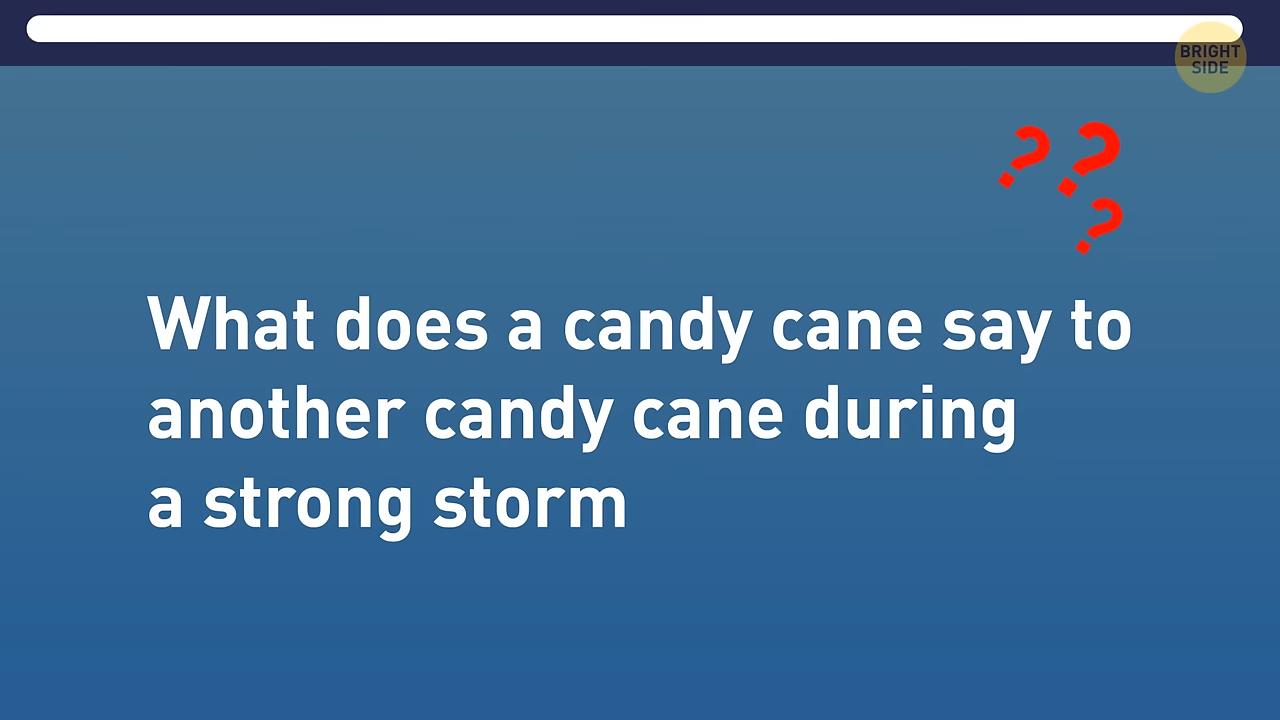 BRIGHT
SIDE
? ?
?
What does a candy cane say to
another candy cane during
a strong storm